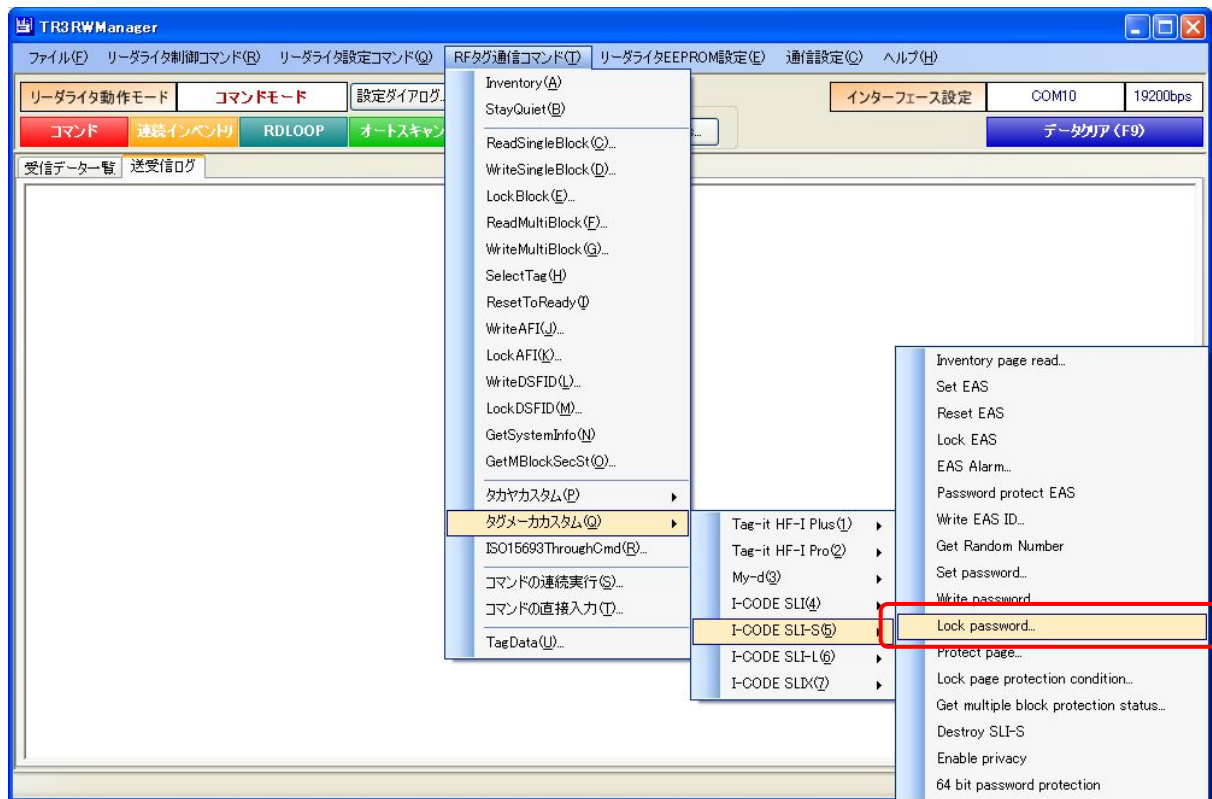 TR3RWManager
ファイル(F) リーダライタ制御コマンド(R) リーダライタ設定コマンド(Q) RFタグ通信コマンド(T) リーダライタEEPROM設定(E) 通信設定(C) ヘルプ(H)
リーダライタ動作モード コマンドモード 設定ダイアログ... インターフェース設定 COM10 19200bps
コマンド 連続インベントリ RDLOOP オートスキャン データクリア(F9)
受信データ一覧 送受信ログ
Inventory(A)
StayQuiet(B)
ReadSingleBlock(C)...
WriteSingleBlock(D)...
LockBlock(E)...
ReadMultiBlock(F)...
WriteMultiBlock(G)...
SelectTag(H)
ResetToReady(I)
WriteAFI(J)...
LockAFI(K)...
WriteDSFID(L)...
LockDSFID(M)...
GetSystemInfo(N)
GetMBlockSecSt(O)...
タカヤカスタム(P)
タグメーカカスタム(Q)
ISO15693ThroughCmd(R)...
コマンドの連続実行(S)...
コマンドの直接入力(T)...
TagData(U)...
Tag-it HF-I Plus(1)
Tag-it HF-I Pro(2)
My-d(3)
I-CODE SLI(4)
I-CODE SLI-S(5)
I-CODE SLI-L(6)
I-CODE SLIX(7)
Inventory page read...
Set EAS
Reset EAS
Lock EAS
EAS Alarm...
Password protect EAS
Write EAS ID...
Get Random Number
Set password...
Write password...
Lock password...
Protect page...
Lock page protection condition...
Get multiple block protection status...
Destroy SLI-S
Enable privacy
64 bit password protection